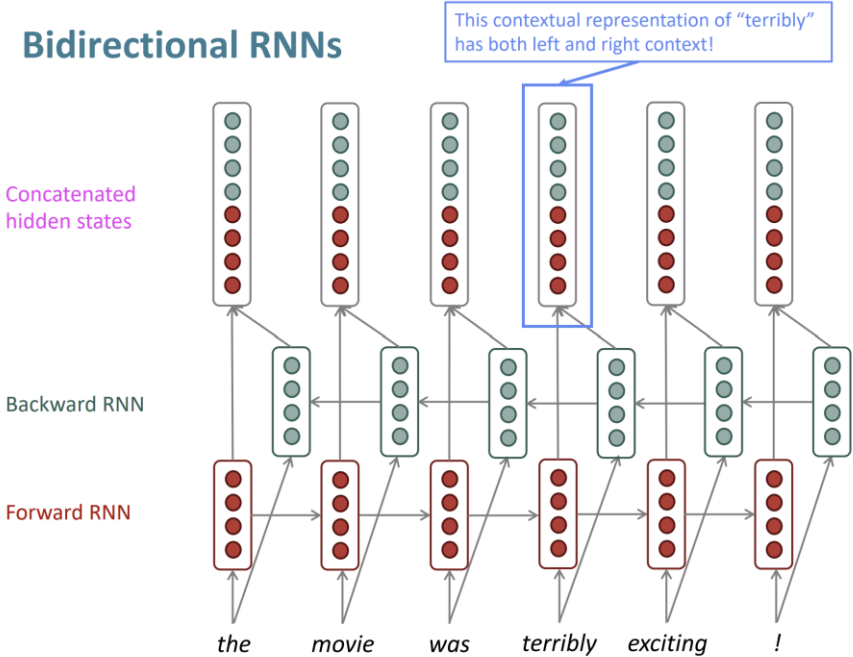 Bidirectional RNNs
This contextual representation of “terribly”
has both left and right context!
Concatenated
hidden states
Backward RNN
Forward RNN
the movie was terribly exciting !